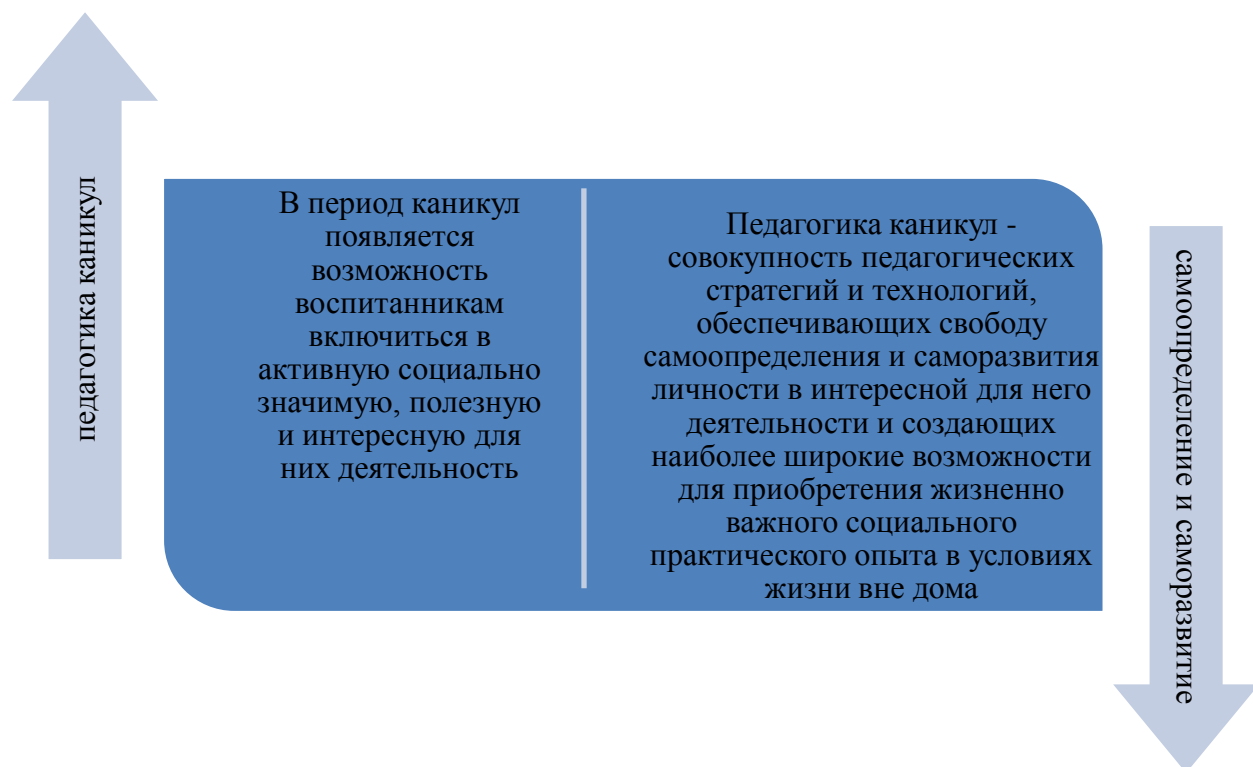 педагогика каникул
В период каникул
появляется
возможность
воспитанникам
включиться в
активную социально
значимую, полезную
и интересную для
них деятельность
Педагогика каникул -
совокупность педагогических
стратегий и технологий,
обеспечивающих свободу
самоопределения и саморазвития
личности в интересной для него
деятельности и создающих
наиболее широкие возможности
для приобретения жизненно
важного социального
практического опыта в условиях
жизни вне дома
самоопределение и саморазвитие